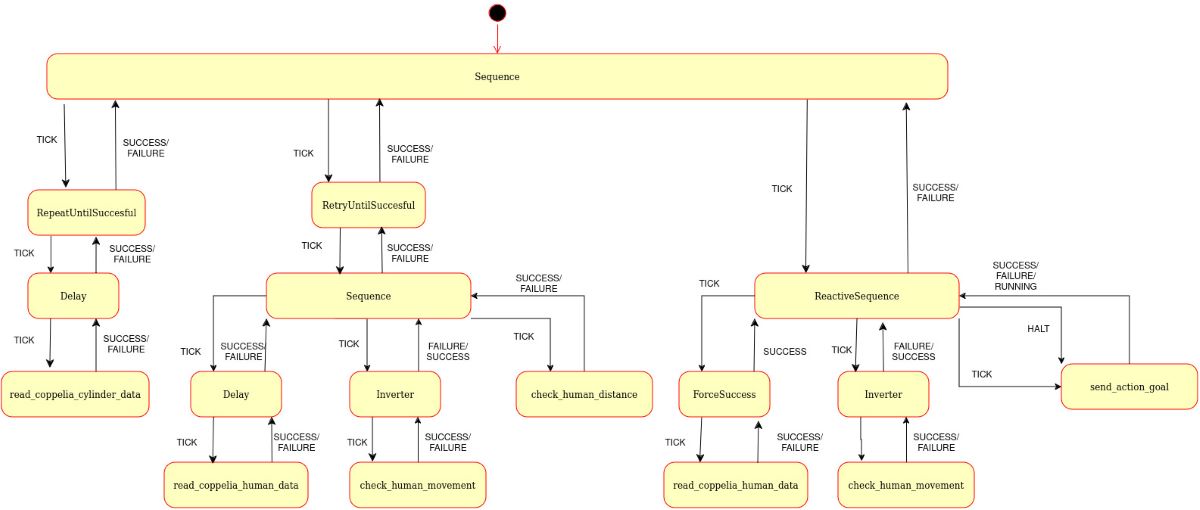 Sequence
TICK
SUCCESS/
FAILURE
TICK
SUCCESS/
FAILURE
TICK
SUCCESS/
FAILURE
RepeatUntilSuccesful
RetryUntilSuccesful
TICK
SUCCESS/
FAILURE
TICK
SUCCESS/
FAILURE
Delay
Sequence
SUCCESS/
FAILURE
TICK
ReactiveSequence
SUCCESS/
FAILURE/
RUNNING
HALT
TICK
SUCCESS/
FAILURE
TICK
SUCCESS/
FAILURE
TICK
FAILURE/
SUCCESS
TICK
SUCCESS
TICK
FAILURE/
SUCCESS
TICK
read_coppelia_cylinder_data
Delay
Inverter
check_human_distance
ForceSuccess
Inverter
send_action_goal
TICK
SUCCESS/
FAILURE
TICK
SUCCESS/
FAILURE
TICK
SUCCESS/
FAILURE
SUCCESS/
FAILURE
read_coppelia_human_data
check_human_movement
read_coppelia_human_data
check_human_movement